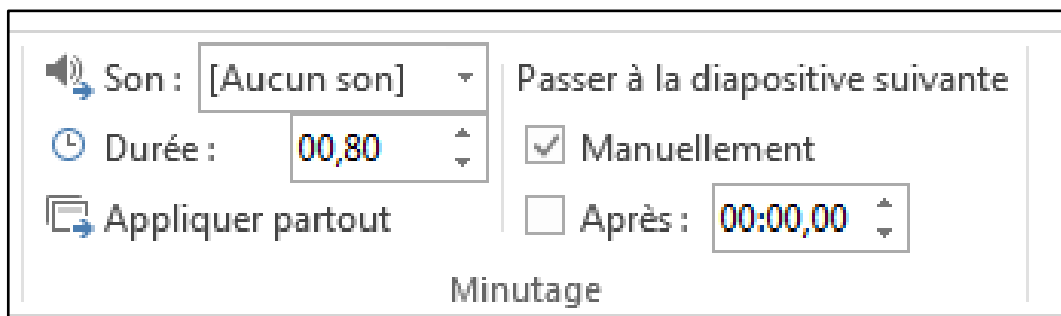 Son : [Aucun son]
Durée : 00,80
Appliquer partout
Passer à la diapositive suivante
Manuellement
Après : 00:00,00
Minutage